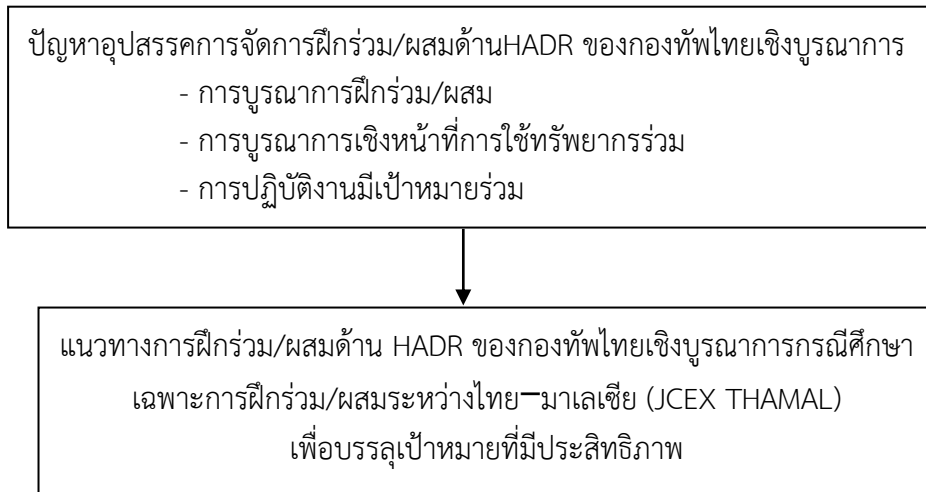 ปัญหาอุปสรรคการจัดการฝึกร่วม/ผสมด้านHADR ของกองทัพไทยเชิงบูรณาการ
- การบูรณาการฝึกร่วม/ผสม
- การบูรณาการเชิงหน้าที่การใช้ทรัพยากรร่วม
- การปฏิบัติงานมีเป้าหมายร่วม
แนวทางการฝึกร่วม/ผสมด้าน HADR ของกองทัพไทยเชิงบูรณาการกรณีศึกษา
เฉพาะการฝึกร่วม/ผสมระหว่างไทย–มาเลเซีย (JCEX THAMAL)
เพื่อบรรลุเป้าหมายที่มีประสิทธิภาพ